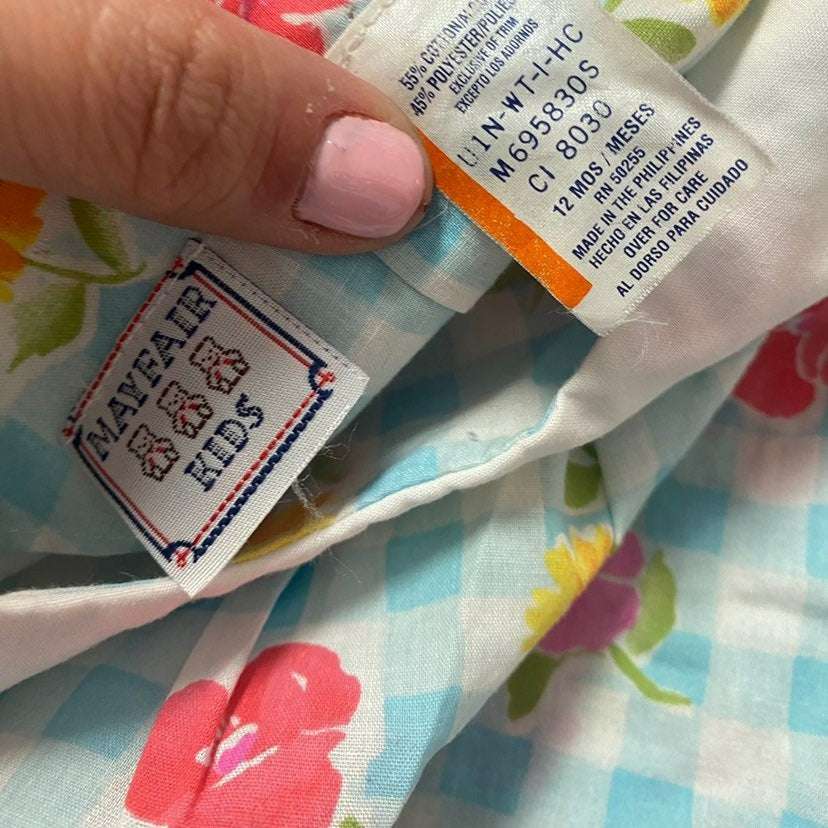 55% COTTON/ALGODON
45% POLYESTER/POLIESTER
EXCLUSIVE OF TRIM
EXCEPTO LOS ADORNOS
U1N-WT-I-HC
M695830S
CI 8030
12 MOS / MESES
RN 50255
MADE IN THE PHILIPPINES
HECHO EN LAS FILIPINAS
OVER FOR CARE
AL DORSO PARA CUIDADO
MAYFAIR
KIDS